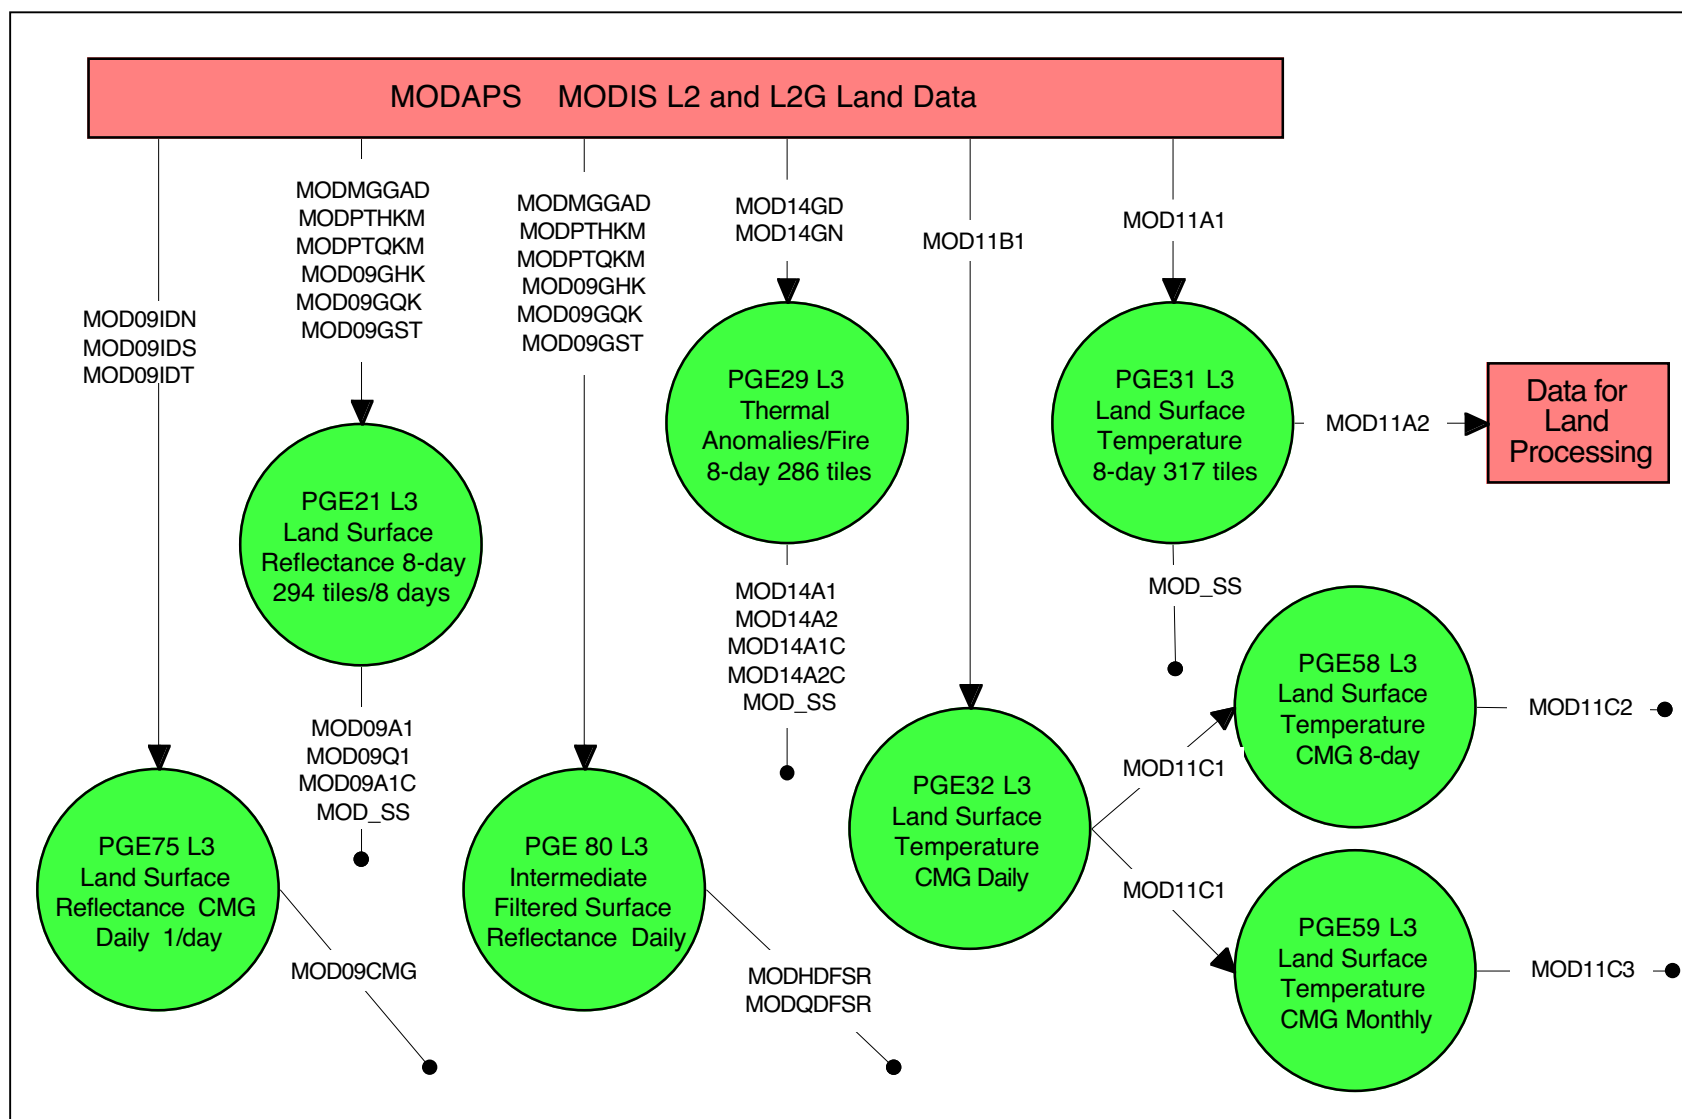 MODAPS MODIS L2 and L2G Land Data
MOD09IDN
MOD09IDS
MOD09IDT
MODMGGAD
MODPTHKM
MODPTQKM
MOD09GHK
MOD09GQK
MOD09GST
MODMGGAD
MODPTHKM
MODPTQKM
MOD09GHK
MOD09GQK
MOD09GST
MOD14GD
MOD14GN
MOD11B1
MOD11A1
PGE29 L3
Thermal
Anomalies/Fire
8-day 286 tiles
PGE31 L3
Land Surface
Temperature
8-day 317 tiles
MOD11A2
Data for
Land
Processing
PGE21 L3
Land Surface
Reflectance 8-day
294 tiles/8 days
MOD14A1
MOD14A2
MOD14A1C
MOD14A2C
MOD_SS
MOD_SS
PGE58 L3
Land Surface
Temperature
CMG 8-day
MOD11C2
MOD09A1
MOD09Q1
MOD09A1C
MOD_SS
PGE75 L3
Land Surface
Reflectance CMG
Daily 1/day
MOD09CMG
PGE 80 L3
Intermediate
Filtered Surface
Reflectance Daily
MODHDFSR
MODQDFSR
PGE32 L3
Land Surface
Temperature
CMG Daily
MOD11C1
MOD11C1
PGE59 L3
Land Surface
Temperature
CMG Monthly
MOD11C3